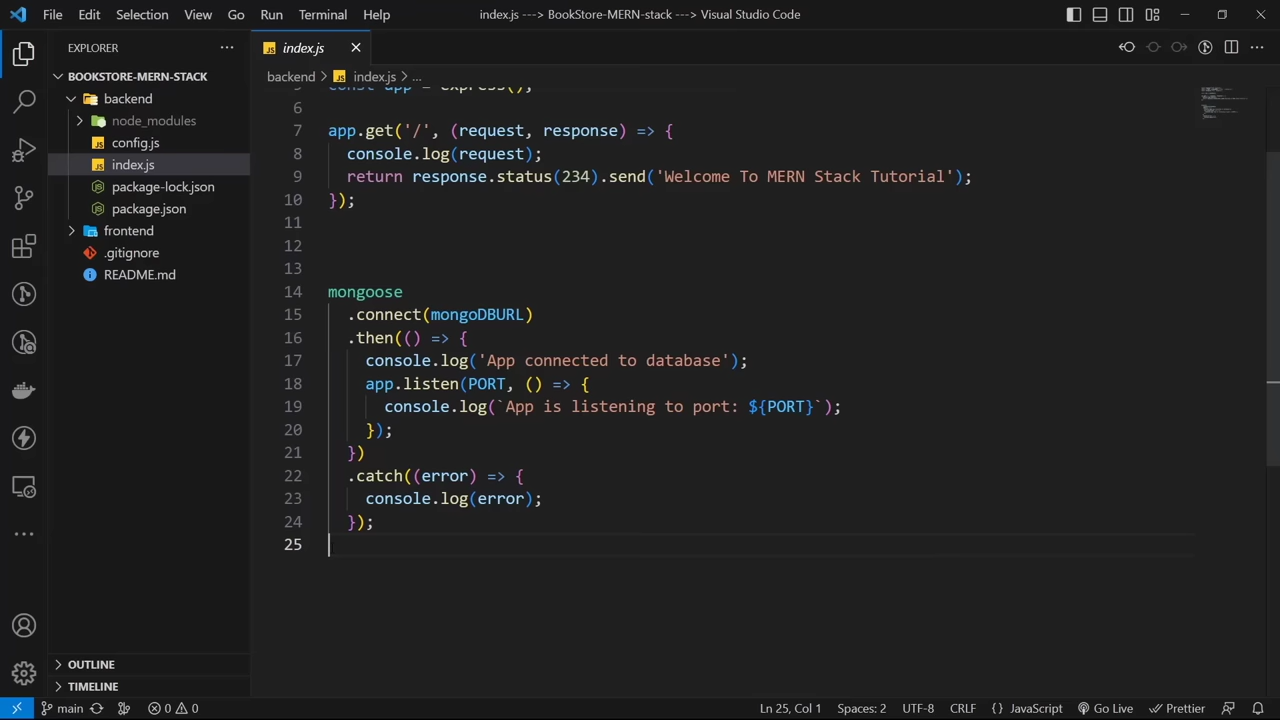 File Edit Selection View Go Run Terminal Help
index.js ---> BookStore-MERN-stack ---> Visual Studio Code
EXPLORER
BOOKSTORE-MERN-STACK
backend
node_modules
config.js
index.js
package-lock.json
package.json
frontend
.gitignore
README.md
OUTLINE
TIMELINE
index.js
backend > index.js > ...
5 const app = express();
6
7 app.get('/', (request, response) => {
8 console.log(request);
9 return response.status(234).send('Welcome To MERN Stack Tutorial');
10 });
11
12
13
14 mongoose
15 .connect(mongoDBURL)
16 .then(() => {
17 console.log('App connected to database');
18 app.listen(PORT, () => {
19 console.log(`App is listening to port: ${PORT}`);
20 });
21 })
22 .catch((error) => {
23 console.log(error);
24 });
25
main 0 0 Ln 25, Col 1 Spaces: 2 UTF-8 CRLF {} JavaScript Go Live Prettier